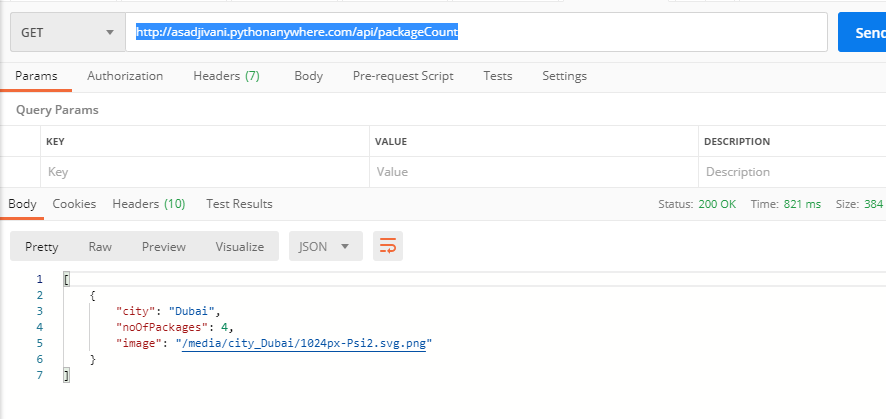 GET http://asadjivani.pythonanywhere.com/api/packageCount Send
Params Authorization Headers (7) Body Pre-request Script Tests Settings
Query Params
KEY VALUE DESCRIPTION
Key Value Description
Body Cookies Headers (10) Test Results Status: 200 OK Time: 821 ms Size: 384
Pretty Raw Preview Visualize JSON
1 [
2 {
3 "city": "Dubai",
4 "noOfPackages": 4,
5 "image": "/media/city_Dubai/1024px-Psi2.svg.png"
6 }
7 ]